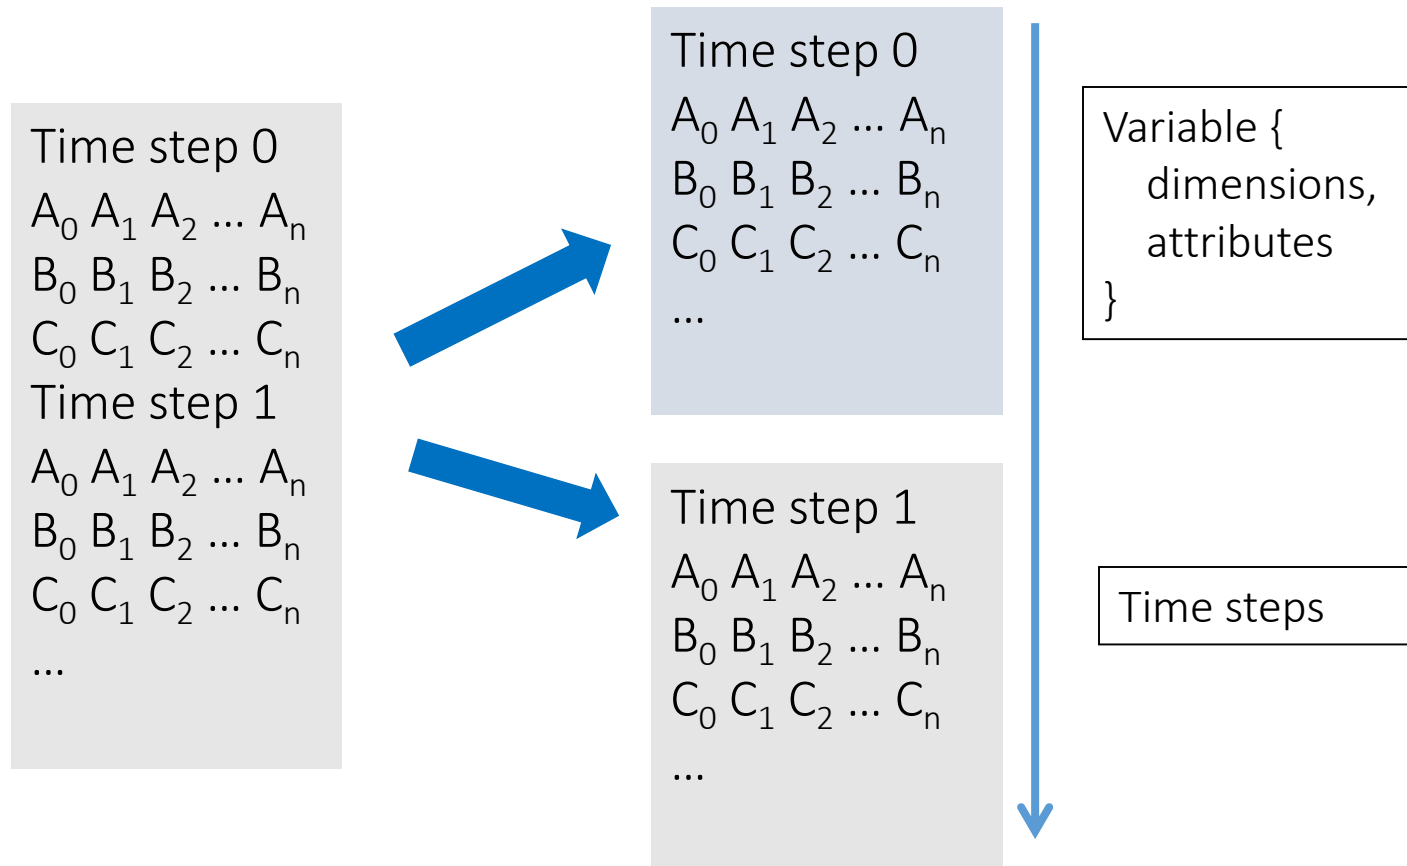 Time step 0
A₀ A₁ A₂ ... Aₙ
B₀ B₁ B₂ ... Bₙ
C₀ C₁ C₂ ... Cₙ
Time step 1
A₀ A₁ A₂ ... Aₙ
B₀ B₁ B₂ ... Bₙ
C₀ C₁ C₂ ... Cₙ
...
Time step 0
A₀ A₁ A₂ ... Aₙ
B₀ B₁ B₂ ... Bₙ
C₀ C₁ C₂ ... Cₙ
...
Time step 1
A₀ A₁ A₂ ... Aₙ
B₀ B₁ B₂ ... Bₙ
C₀ C₁ C₂ ... Cₙ
...
Variable {
dimensions,
attributes
}
Time steps